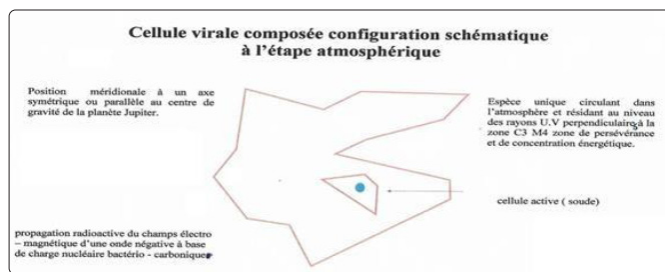 Cellule virale composée configuration schématique
à l'étape atmosphérique
Position méridionale à un axe
symétrique ou parallèle au centre de
gravité de la planète Jupiter.
Espèce unique circulant dans
l'atmosphère et résidant au niveau
des rayons U.V perpendiculaire à la
zone C3 M4 zone de persévérance
et de concentration énergétique.
cellule active ( soude)
propagation radioactive du champs électro
– magnétique d'une onde négative à base
de charge nucléaire bactério - carbonique